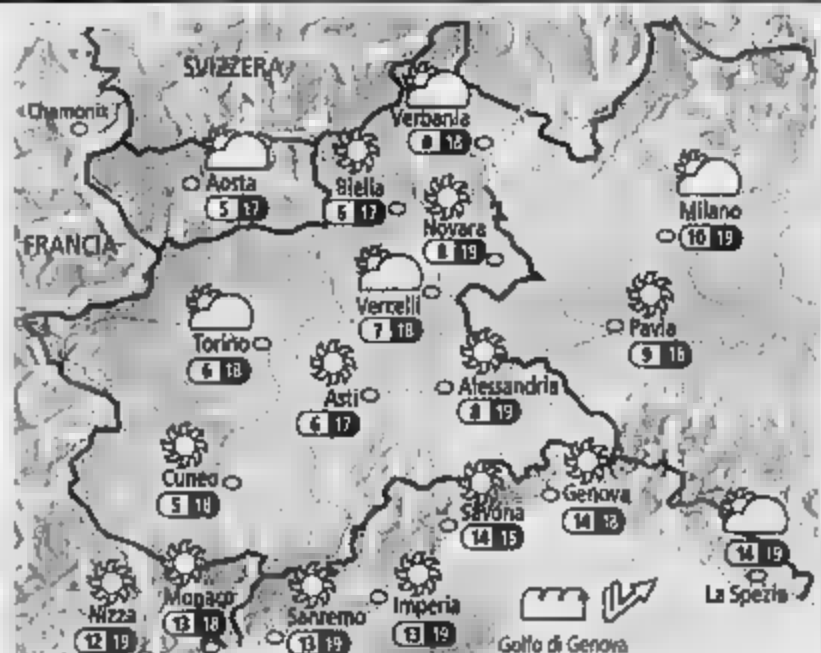 SVIZZERA
Chamonix
Verbania
8 18
Aosta
5 17
Biella
6 17
Novara
8 19
Milano
10 19
FRANCIA
Vercelli
7 18
Pavia
Torino
6 18
Asti
6 17
Alessandria
8 19
Cuneo
5 18
Savona
14
Genova
14 18
14 19
La Spezia
Nizza
12 19
Monaco
13 18
Sanremo
13 19
Imperia
13 19
Golfo di Genova